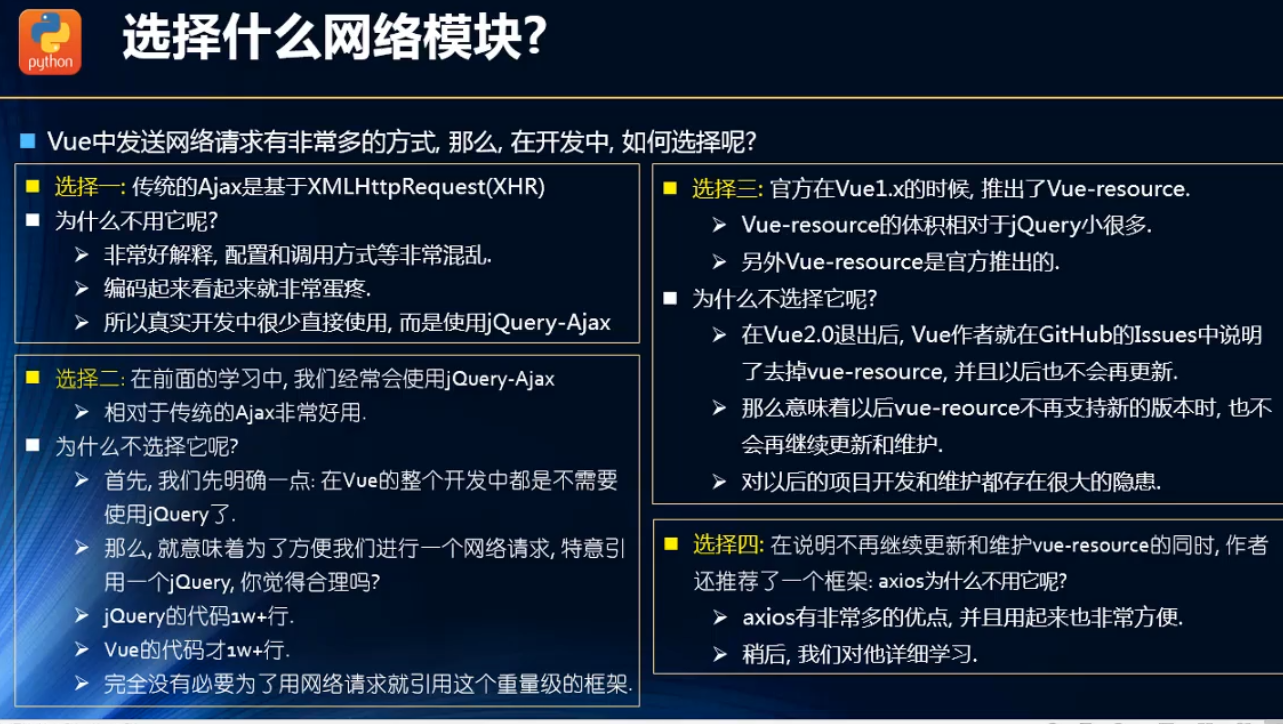 python
选择什么网络模块?
Vue中发送网络请求有非常多的方式, 那么, 在开发中, 如何选择呢?
选择一: 传统的Ajax是基于XMLHttpRequest(XHR)
为什么不用它呢?
非常好解释, 配置和调用方式等非常混乱.
编码起来看起来就非常蛋疼.
所以真实开发中很少直接使用, 而是使用jQuery-Ajax
选择二: 在前面的学习中, 我们经常会使用jQuery-Ajax
相对于传统的Ajax非常好用.
为什么不选择它呢?
首先, 我们先明确一点: 在Vue的整个开发中都是不需要
使用jQuery了.
那么, 就意味着为了方便我们进行一个网络请求, 特意引
用一个jQuery, 你觉得合理吗?
jQuery的代码1w+行.
Vue的代码才1w+行.
完全没有必要为了用网络请求就引用这个重量级的框架.
选择三: 官方在Vue1.x的时候, 推出了Vue-resource.
Vue-resource的体积相对于jQuery小很多.
另外Vue-resource是官方推出的.
为什么不选择它呢?
在Vue2.0退出后, Vue作者就在GitHub的Issues中说明
了去掉vue-resource, 并且以后也不会再更新.
那么意味着以后vue-reource不再支持新的版本时, 也不
会再继续更新和维护.
对以后的项目开发和维护都存在很大的隐患.
选择四: 在说明不再继续更新和维护vue-resource的同时, 作者
还推荐了一个框架: axios为什么不用它呢?
axios有非常多的优点, 并且用起来也非常方便.
稍后, 我们对他详细学习.